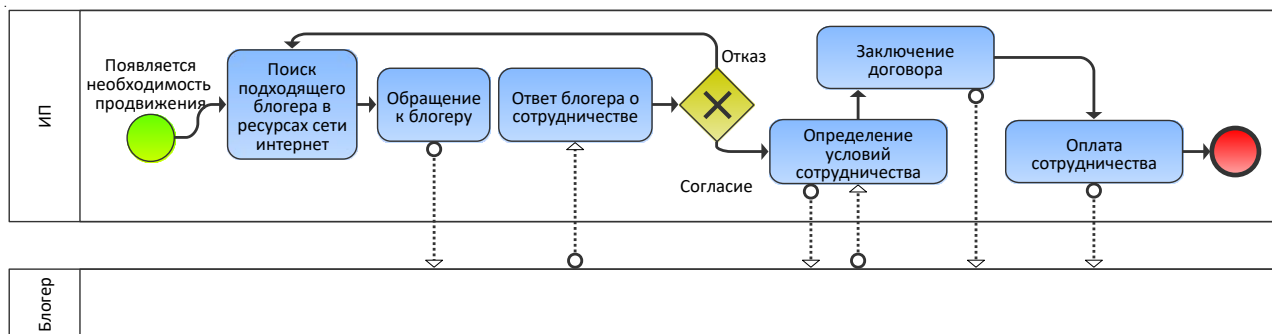 ИП
Появляется
необходимость
продвижения
Поиск
подходящего
блогера в
ресурсах сети
интернет
Обращение
к блогеру
Ответ блогера о
сотрудничестве
Отказ
Согласие
Определение
условий
сотрудничества
Заключение
договора
Оплата
сотрудничества
Блогер